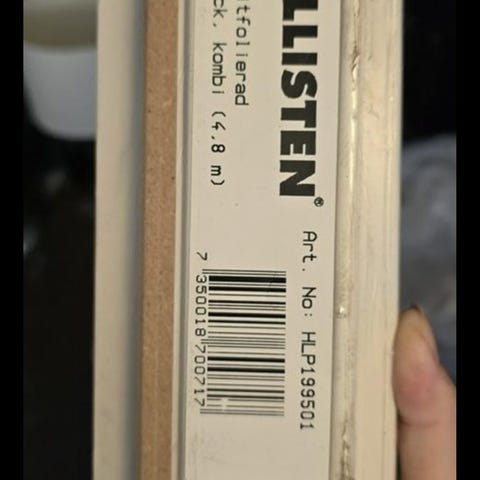 LLISTEN®
tfolierad
ck, kombi (4,8 m)
Art. No: HLP199501
7 350018 700717